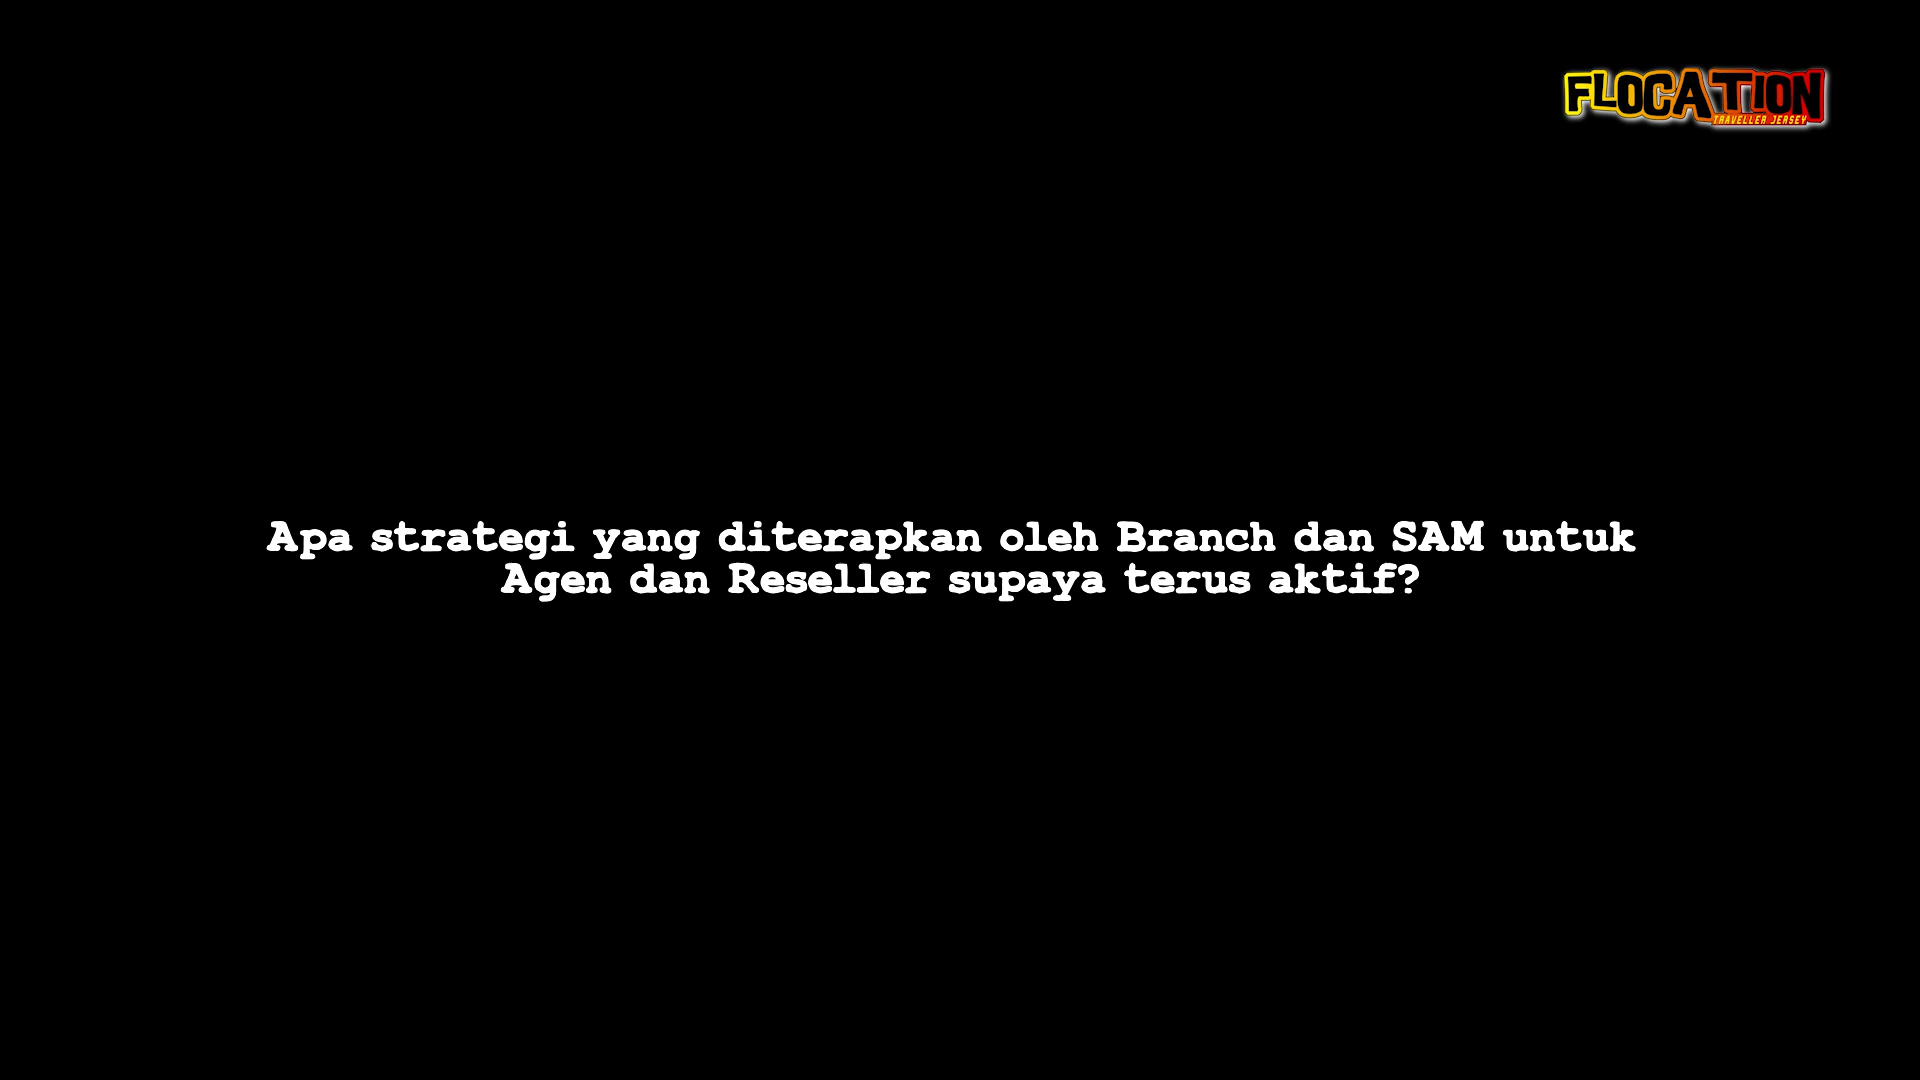 FLOCATION
TRAVELLER JERSEY
Apa strategi yang diterapkan oleh Branch dan SAM untuk
Agen dan Reseller supaya terus aktif?